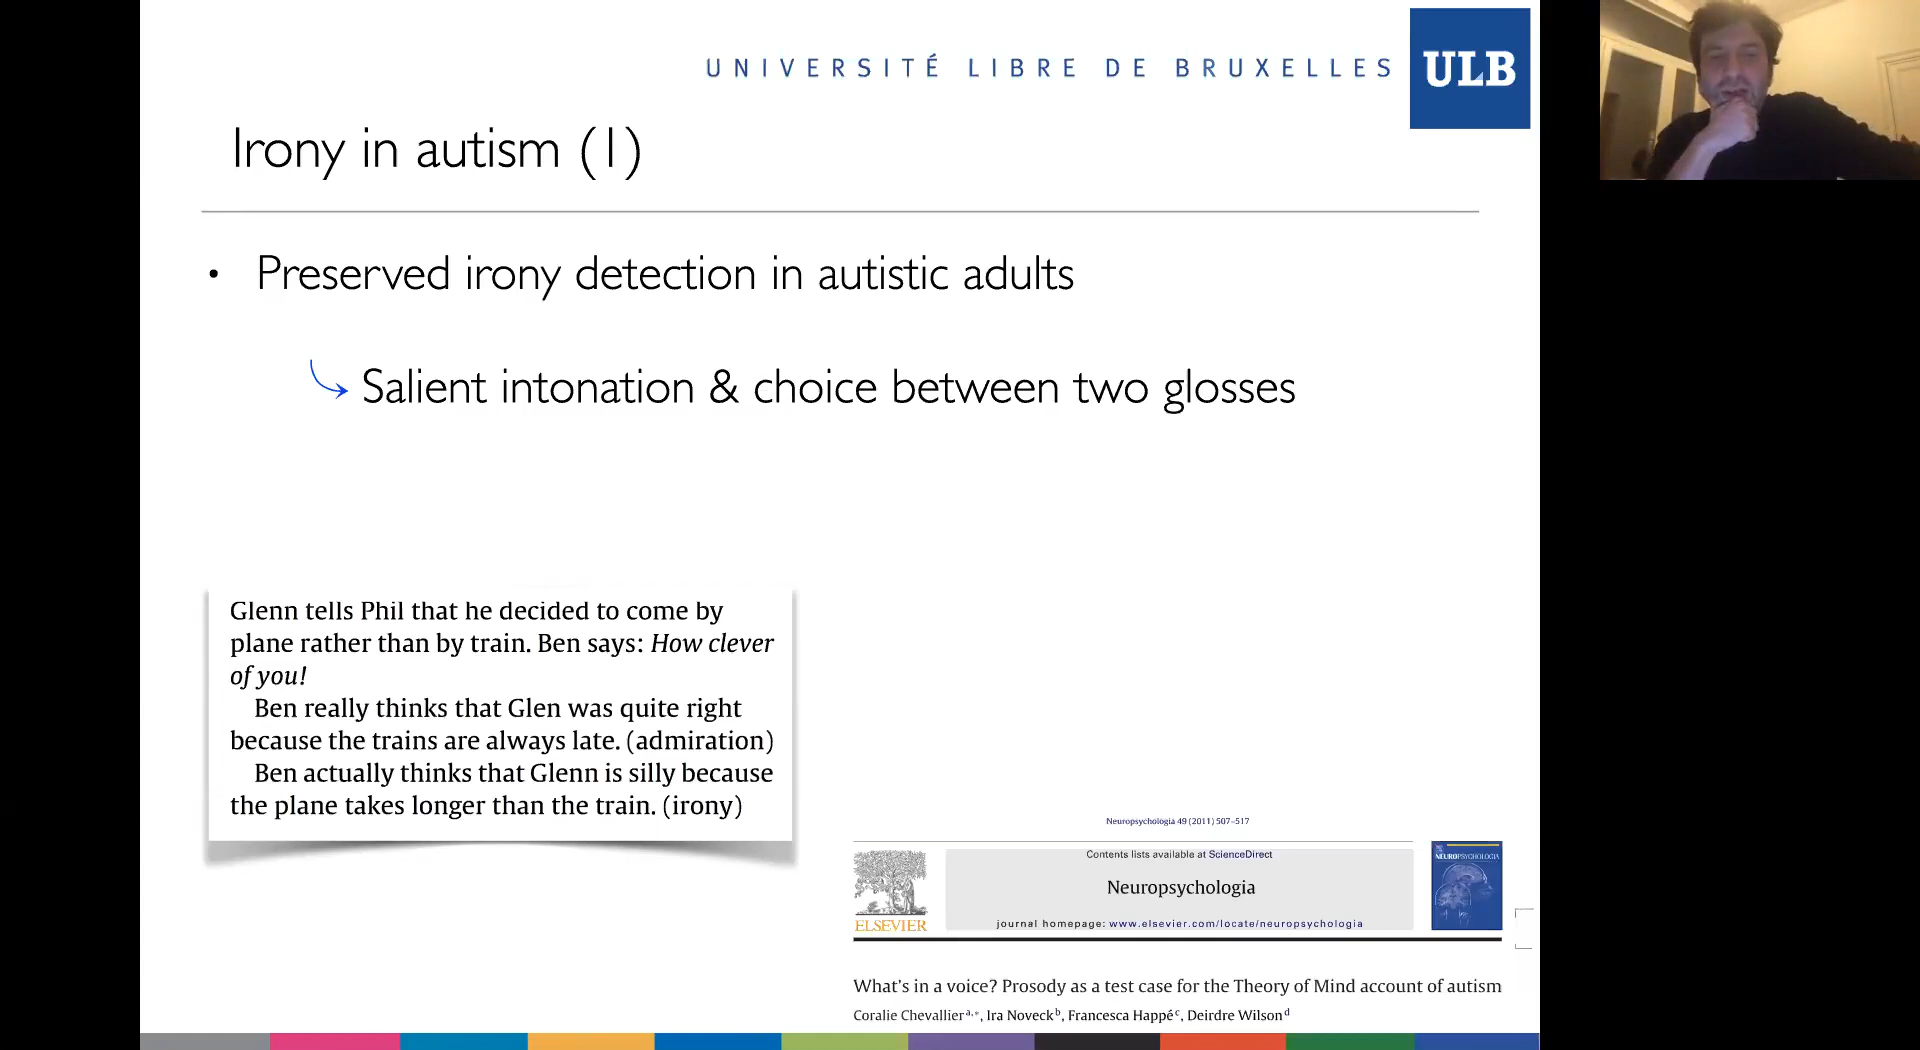 UNIVERSITÉ LIBRE DE BRUXELLES
ULB
Irony in autism (1)
• Preserved irony detection in autistic adults
Salient intonation & choice between two glosses
Glenn tells Phil that he decided to come by
plane rather than by train. Ben says: How clever
of you!
Ben really thinks that Glen was quite right
because the trains are always late. (admiration)
Ben actually thinks that Glenn is silly because
the plane takes longer than the train. (irony)
Neuropsychologia 49 (2011) 507–517
Contents lists available at ScienceDirect
Neuropsychologia
journal homepage: www.elsevier.com/locate/neuropsychologia
ELSEVIER
NEUROPSYCHOLOGIA
What's in a voice? Prosody as a test case for the Theory of Mind account of autism
Coralie Chevallier a,*, Ira Noveck b, Francesca Happé c, Deirdre Wilson d